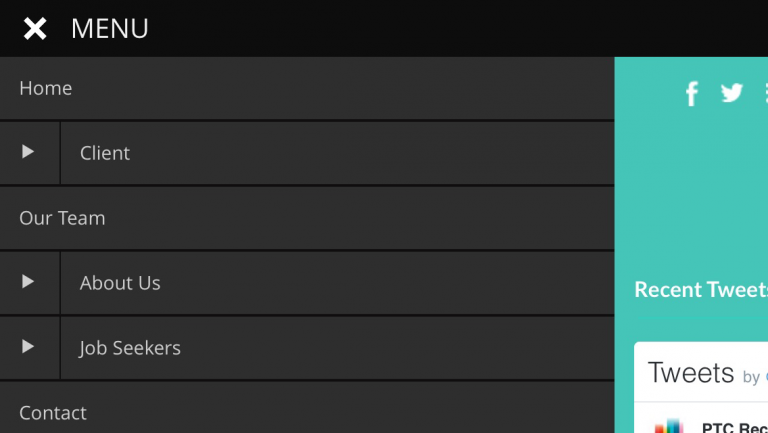 MENU
Home
Client
Our Team
About Us
Job Seekers
Contact
Recent Tweets
Tweets by
PTC Rec